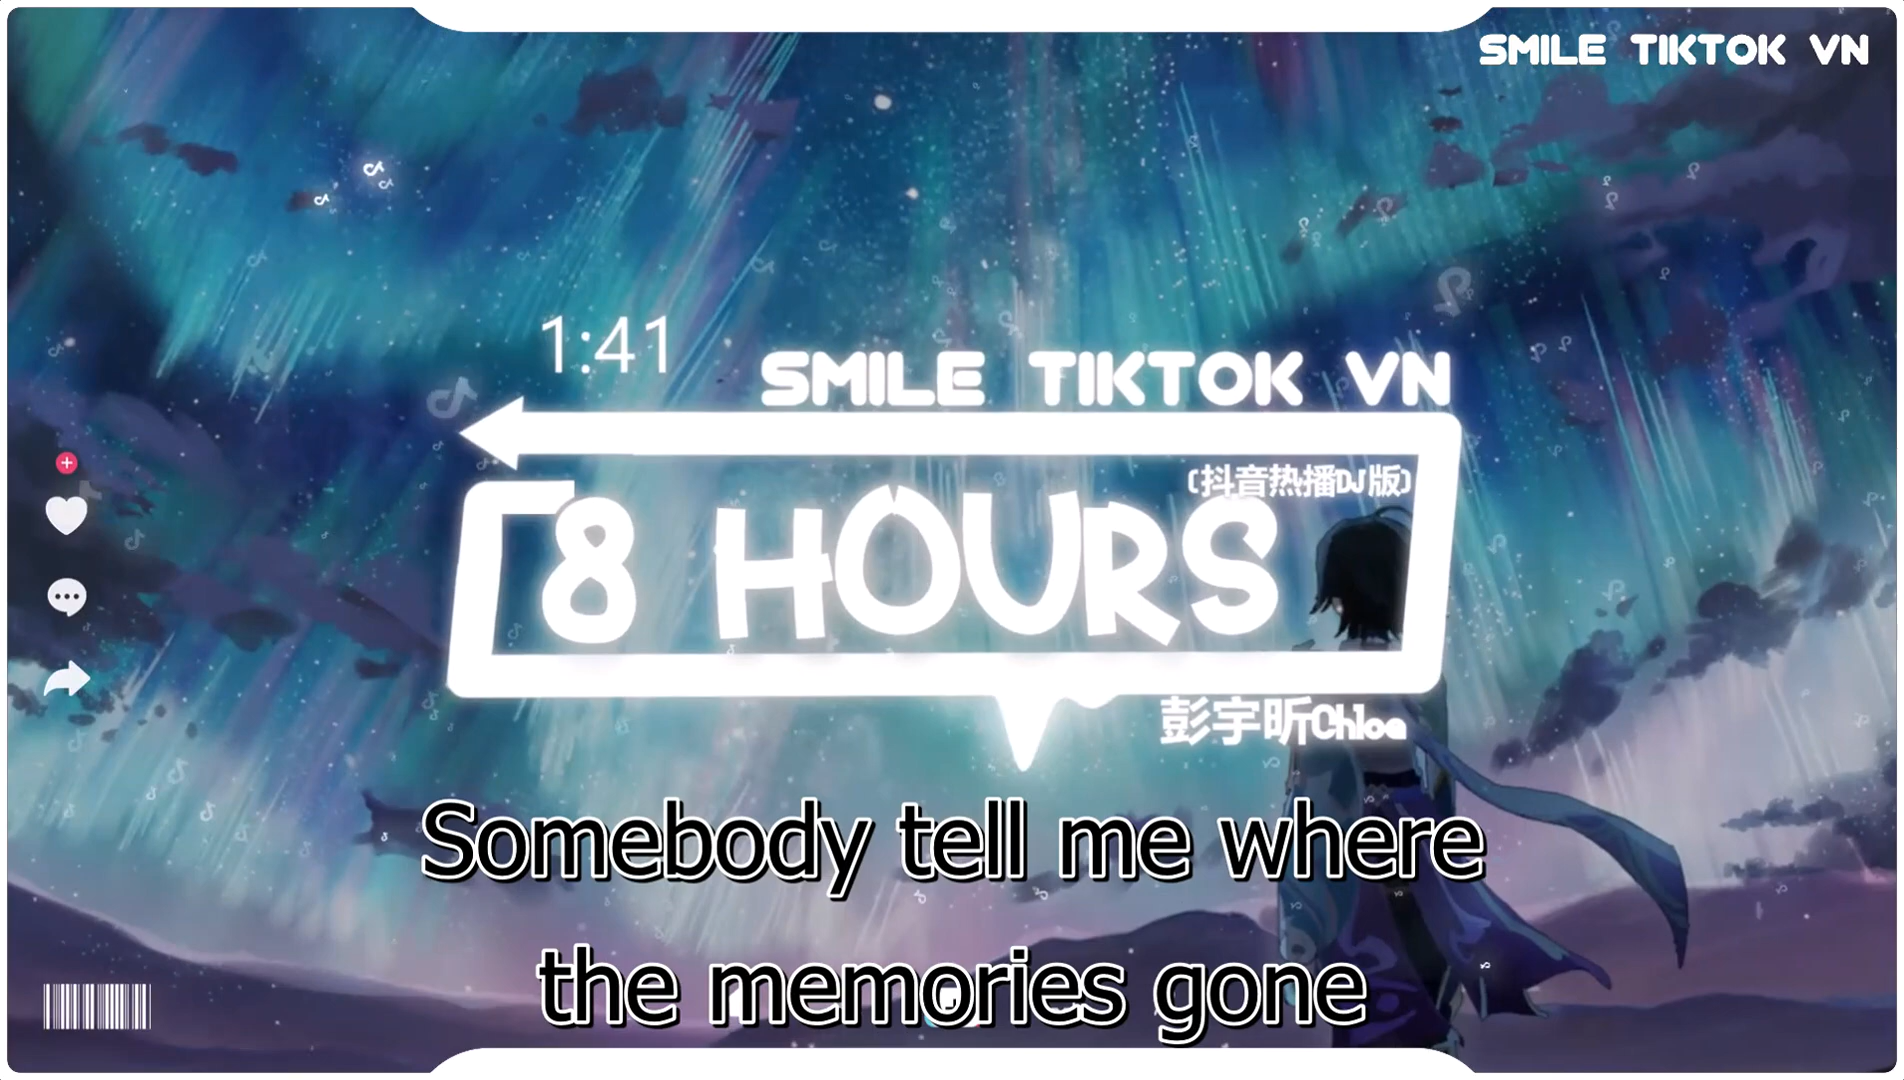 SMILE TIKTOK VN
1:41
SMILE TIKTOK VN
(抖音热播DJ版)
8 HOURS
彭宇昕Chloe
Somebody tell me where
the memories gone